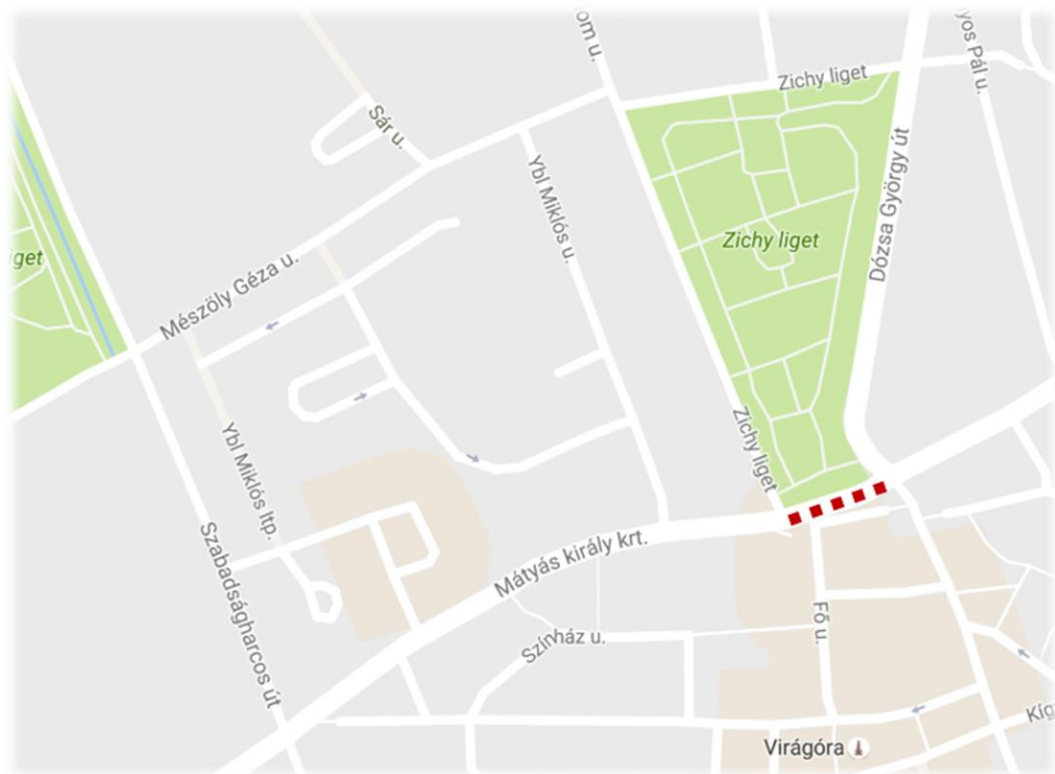 om u.
yos Pál u.
Zichy liget
Sár u.
Ybl Miklós u.
Dózsa György út
Zichy liget
iget
Mészöly Géza u.
Zichy liget
Ybl Miklós ltp.
Szabadságharcos út
Mátyás király krt.
Színház u.
Fő u.
Kíg
Virágóra